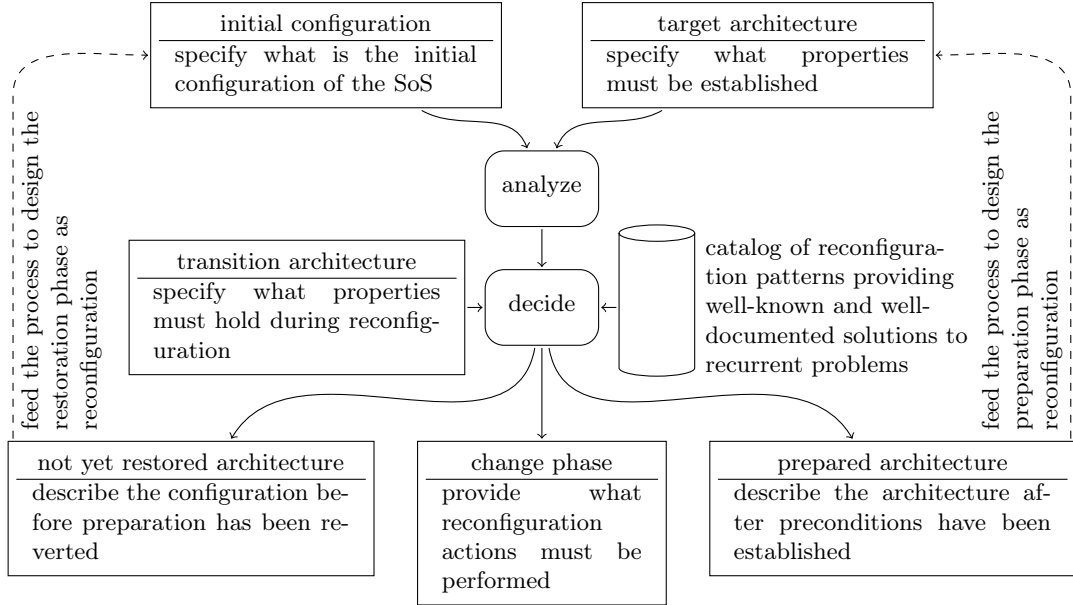 initial configuration
specify what is the initial
configuration of the SoS
target architecture
specify what properties
must be established
feed the process to design the
restoration phase as
reconfiguration
feed the process to design the
preparation phase as
reconfiguration
analyze
transition architecture
specify what properties
must hold during reconfig-
uration
decide
catalog of reconfigura-
tion patterns providing
well-known and well-
documented solutions to
recurrent problems
not yet restored architecture
describe the configuration be-
fore preparation has been re-
verted
change phase
provide what
reconfiguration
actions must be
performed
prepared architecture
describe the architecture af-
ter preconditions have been
established